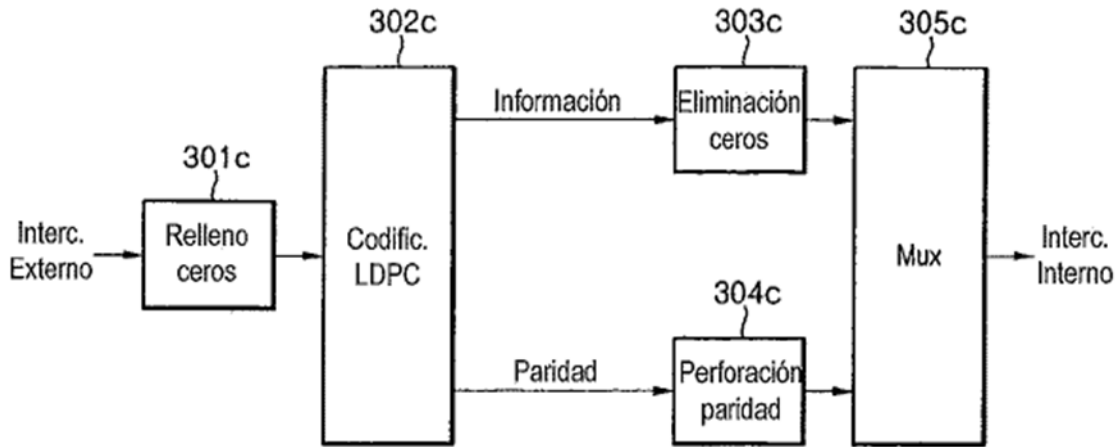 302c
303c
305c
Información
Eliminación
ceros
301c
Interc.
Externo
Relleno
ceros
Codific.
LDPC
Mux
Interc.
Interno
304c
Paridad
Perforación
paridad